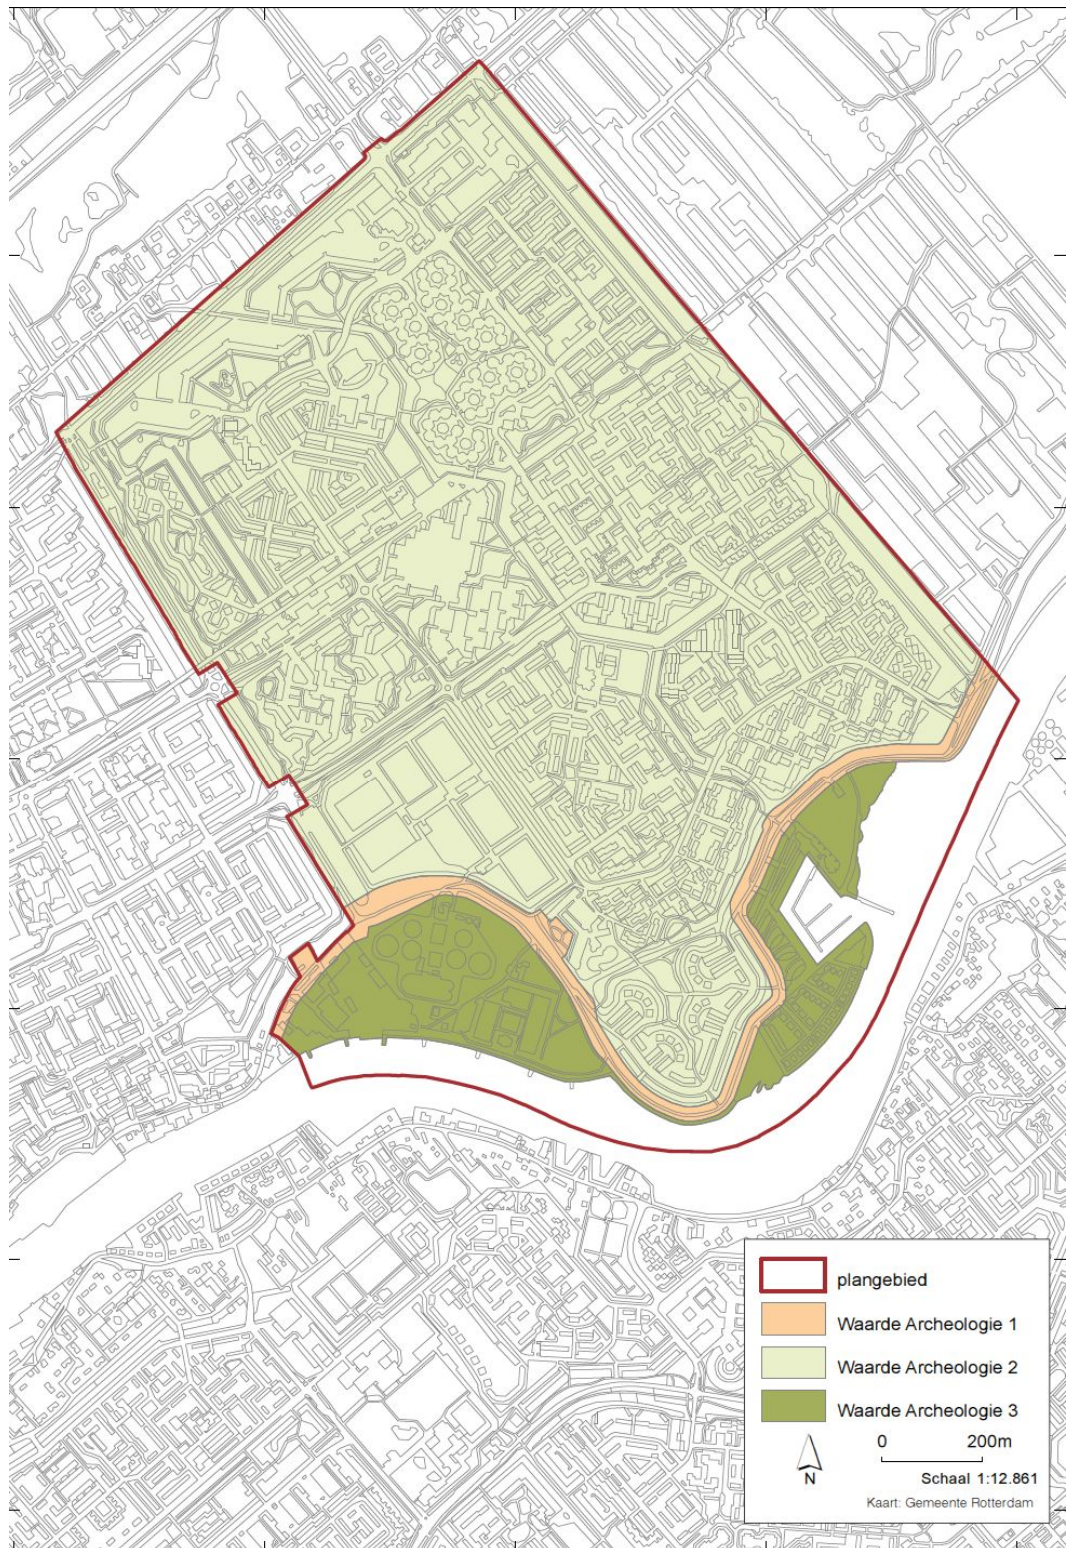 plangebied
Waarde Archeologie 1
Waarde Archeologie 2
Waarde Archeologie 3
0 200m
N
Schaal 1:12.861
Kaart: Gemeente Rotterdam